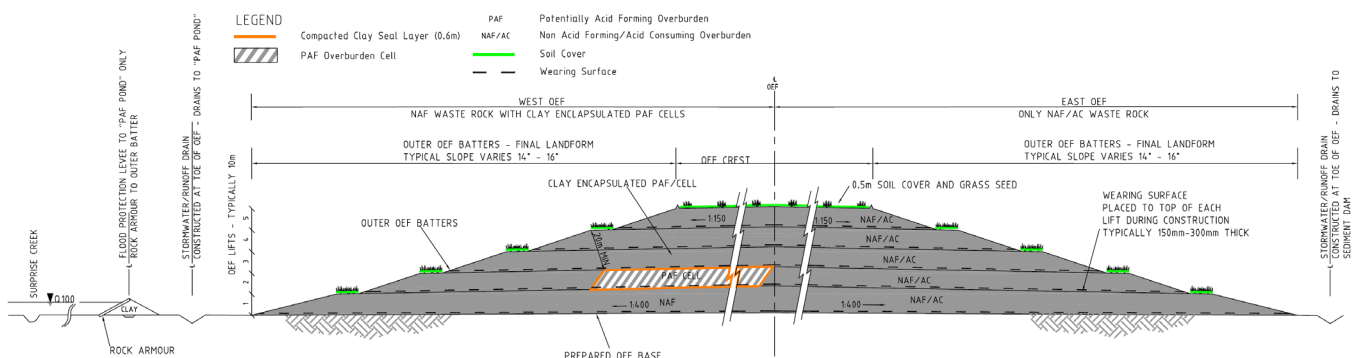 LEGEND
Compacted Clay Seal Layer (0.6m)
PAF Overburden Cell
PAF Potentially Acid Forming Overburden
NAF/AC Non Acid Forming/Acid Consuming Overburden
Soil Cover
Wearing Surface
℄
OEF
WEST OEF
NAF WASTE ROCK WITH CLAY ENCLAPSULATED PAF CELLS
EAST OEF
ONLY NAF/AC WASTE ROCK
OUTER OEF BATTERS - FINAL LANDFORM
TYPICAL SLOPE VARIES 14° - 16°
OEF CREST
OUTER OEF BATTERS - FINAL LANDFORM
TYPICAL SLOPE VARIES 14° - 16°
CLAY ENCAPSULATED PAF/CELL
0.5m SOIL COVER AND GRASS SEED
OUTER OEF BATTERS
WEARING SURFACE
PLACED TO TOP OF EACH
LIFT DURING CONSTRUCTION
TYPICALLY 150mm-300mm THICK
SURPRISE CREEK
Q100
FLOOD PROTECTION LEVEE TO "PAF POND" ONLY
ROCK ARMOUR TO OUTER BATTER
STORMWATER/RUNOFF DRAIN
CONSTRUCTED AT TOE OF OEF - DRAINS TO "PAF POND"
OEF LIFTS - TYPICALLY 10m
5
4
3
2
1
20m MIN.
1:150
1:150
NAF/AC
NAF/AC
NAF/AC
PAF CELL
NAF/AC
1:400
NAF
1:400
NAF/AC
CLAY
ROCK ARMOUR
PREPARED OEF BASE
STORMWATER/RUNOFF DRAIN
CONSTRUCTED AT TOE OF OEF - DRAINS TO
SEDIMENT DAM